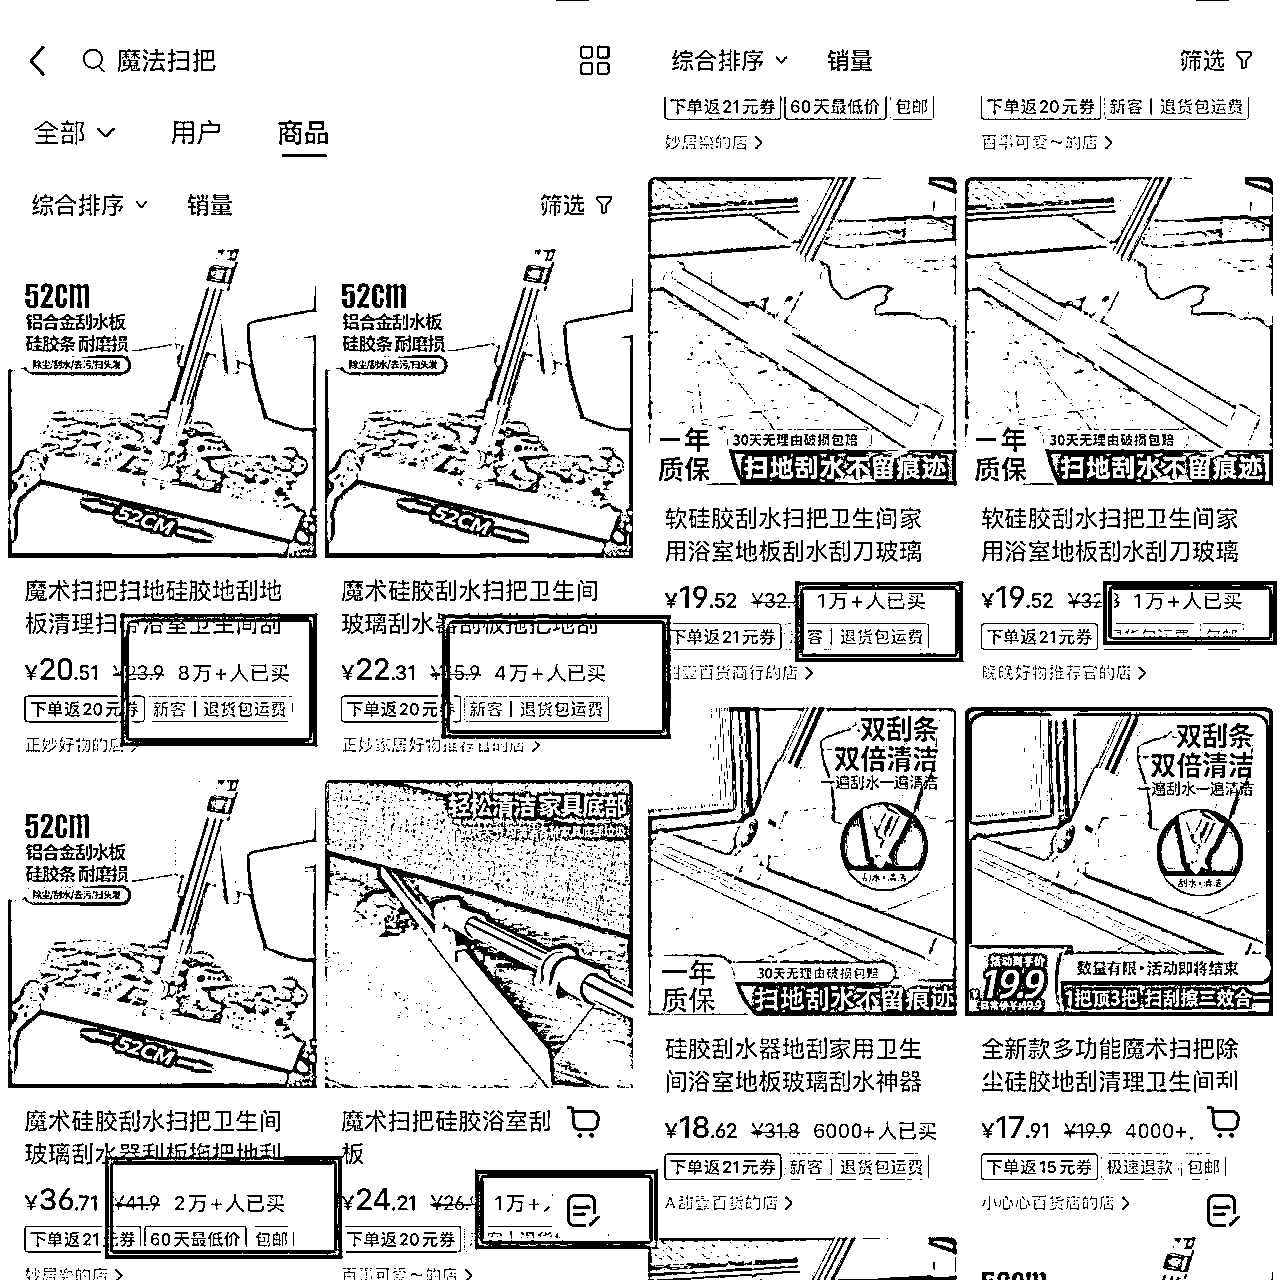 魔法扫把
全部
用户
商品
综合排序
销量
筛选
52cm
铝合金刮水板
硅胶条 耐磨损
除尘/刮水/去污/扫头发
52CM
魔术扫把扫地硅胶地刮地
板清理扫帚浴室卫生间刮
¥20.51 ¥23.9 8万+人已买
下单返20元券 新客 | 退货包运费
正妙好物的店
52cm
铝合金刮水板
硅胶条 耐磨损
除尘/刮水/去污/扫头发
52CM
魔术硅胶刮水扫把卫生间
玻璃刮水器刮板拖把地刮
¥22.31 5.9 4万+人已买
下单返20元券 新客 | 退货包运费
正妙家居好物推荐官的店
52cm
铝合金刮水板
硅胶条 耐磨损
除尘/刮水/去污/扫头发
52CM
魔术硅胶刮水扫把卫生间
玻璃刮水器刮板拖把地刮
¥36.71 ¥41.9 2万+人已买
下单返21元券 60天最低价 包邮
妙居案的店
轻松清洁家具底部
魔术扫把硅胶浴室刮
板
¥24.21 ¥26. 1万+
下单返20元券
百事可爱~的店
综合排序
销量
筛选
下单返21元券 60天最低价 包邮
妙居案的店
下单返20元券 新客 | 退货包运费
百事可爱~的店
一年
质保
30天无理由破损包赔
扫地刮水不留痕迹
软硅胶刮水扫把卫生间家
用浴室地板刮水刮刀玻璃
¥19.52 ¥32. 1万+人已买
下单返21元券 客 | 退货包运费
百货商行的店
一年
质保
30天无理由破损包赔
扫地刮水不留痕迹
软硅胶刮水扫把卫生间家
用浴室地板刮水刮刀玻璃
¥19.52 ¥32 1万+人已买
下单返21元券 退货包运费 包邮
晚晚好物推荐官的店
双刮条
双倍清洁
一遍刮水一遍清洁
刮水·清洁
一年
质保
30天无理由破损包赔
扫地刮水不留痕迹
硅胶刮水器地刮家用卫生
间浴室地板玻璃刮水神器
¥18.62 ¥31.8 6000+人已买
下单返21元券 新客 | 退货包运费
双刮条
双倍清洁
一遍刮水一遍清洁
刮水·清洁
活动到手价
19.9
数量有限·活动即将结束
1把顶3把 扫刮擦三效合一
全新款多功能魔术扫把除
尘硅胶地刮清理卫生间刮
¥17.91 ¥19.9 4000+.
下单返15元券 极速退款 包邮
小心心百货店的店